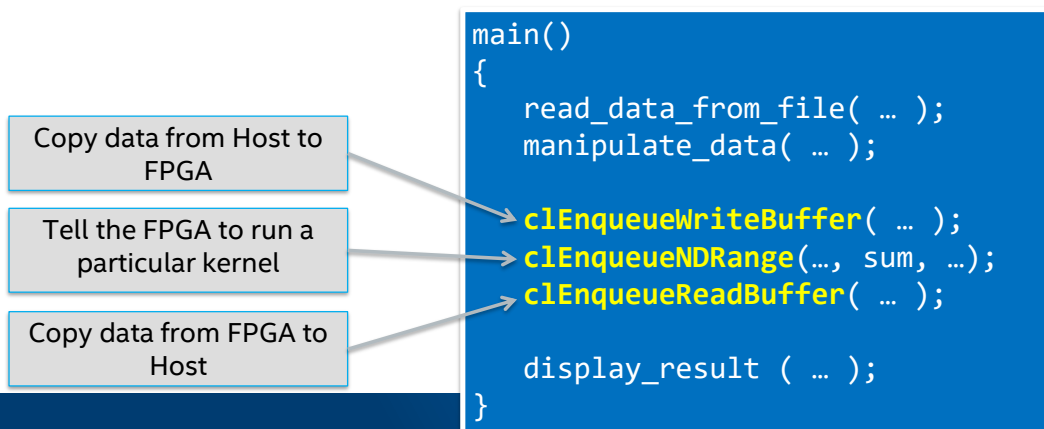 Copy data from Host to
FPGA
Tell the FPGA to run a
particular kernel
Copy data from FPGA to
Host
main()
{
read_data_from_file( … );
manipulate_data( … );
clEnqueueWriteBuffer( … );
clEnqueueNDRange(…, sum, …);
clEnqueueReadBuffer( … );
display_result ( … );
}